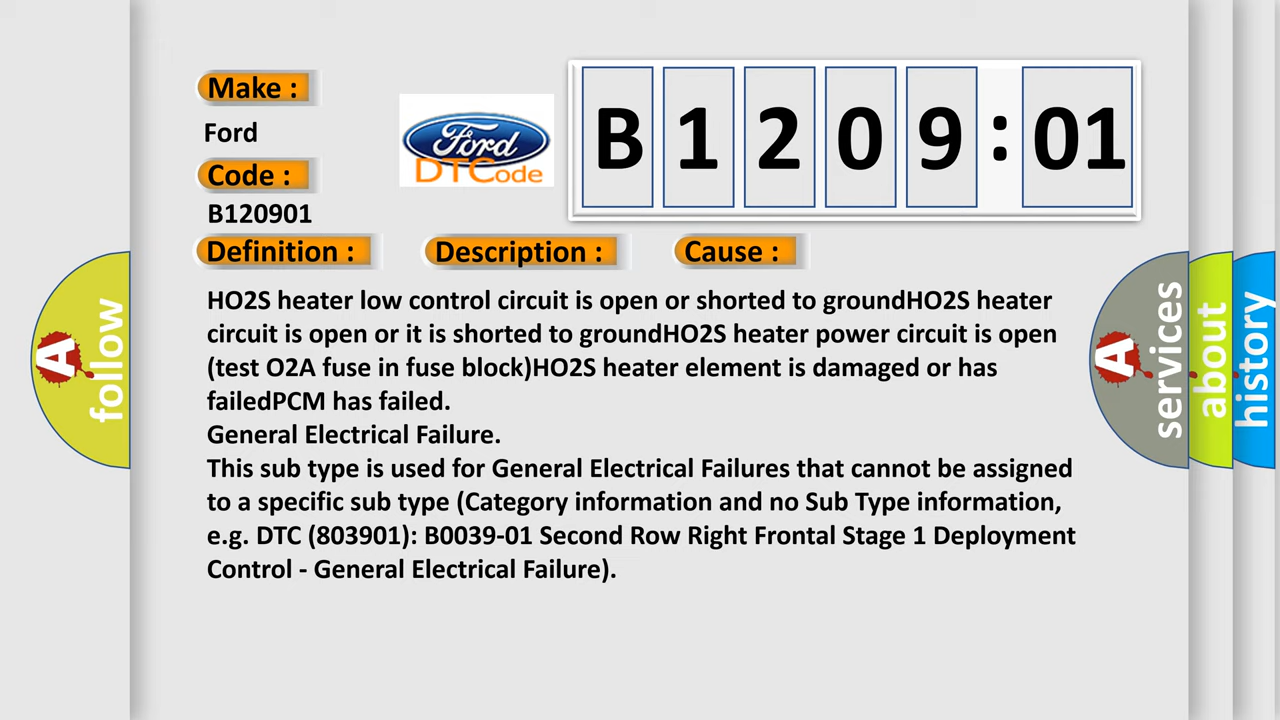 Make :
Ford
Code :
B120901
Ford
DTCode
B1209:01
Definition :
Description :
Cause :
HO2S heater low control circuit is open or shorted to groundHO2S heater
circuit is open or it is shorted to groundHO2S heater power circuit is open
(test O2A fuse in fuse block)HO2S heater element is damaged or has
failedPCM has failed.
General Electrical Failure.
This sub type is used for General Electrical Failures that cannot be assigned
to a specific sub type (Category information and no Sub Type information,
e.g. DTC (803901): B0039-01 Second Row Right Frontal Stage 1 Deployment
Control - General Electrical Failure).
A
follow
A
services
about
history